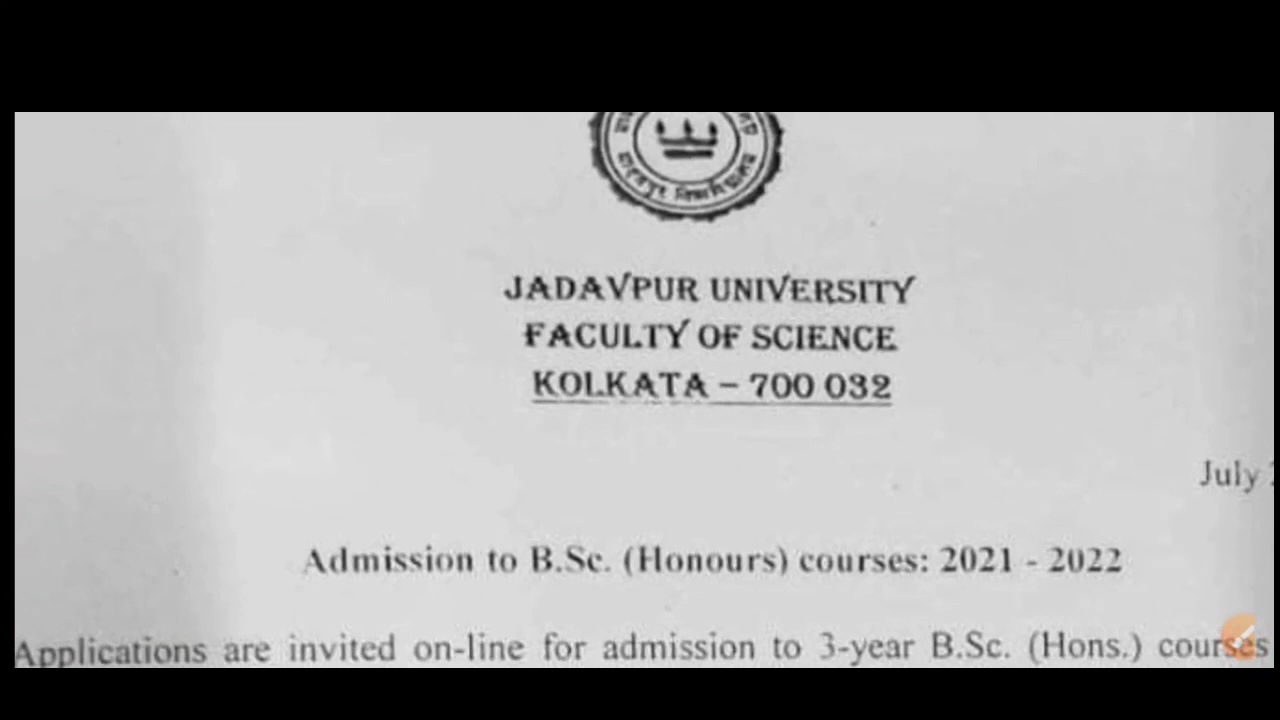 JADAVPUR UNIVERSITY
FACULTY OF SCIENCE
KOLKATA – 700 032
July
Admission to B.Sc. (Honours) courses: 2021 - 2022
Applications are invited on-line for admission to 3-year B.Sc. (Hons.) courses